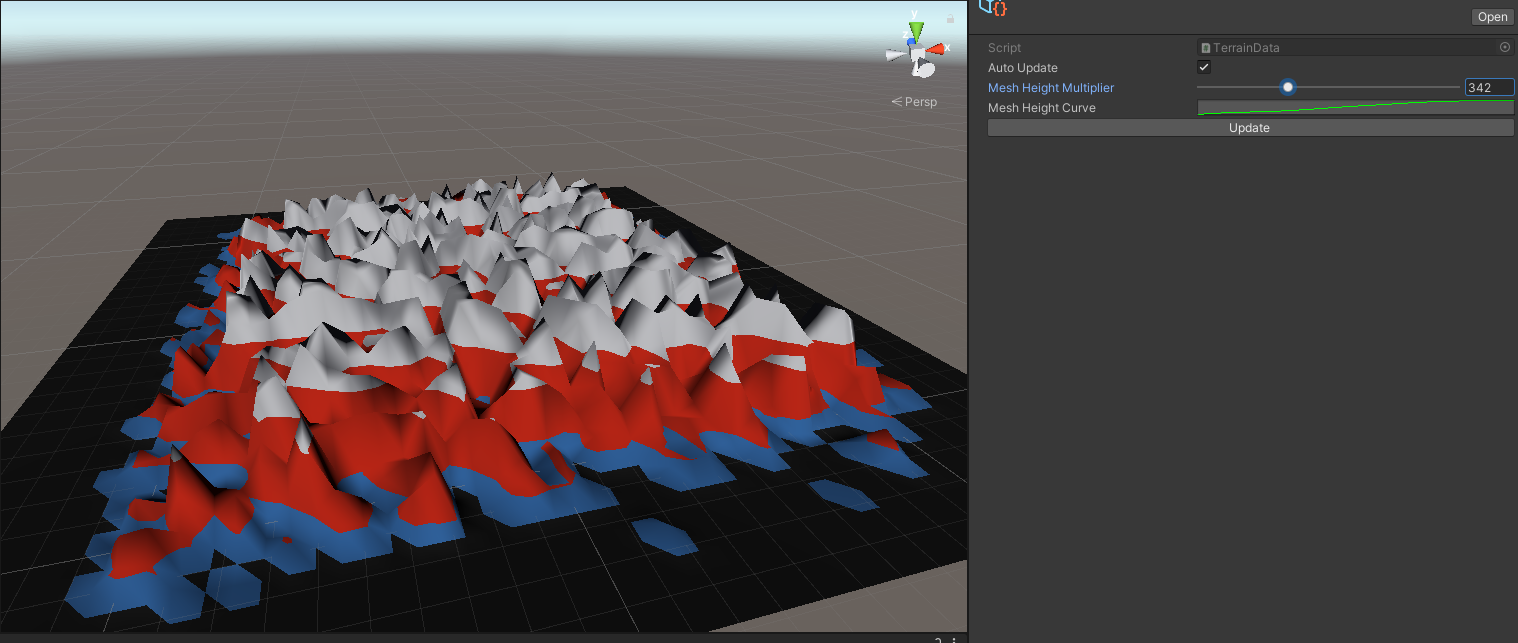 Open
y
z
x
< Persp
Script
TerrainData
Auto Update
Mesh Height Multiplier
342
Mesh Height Curve
Update